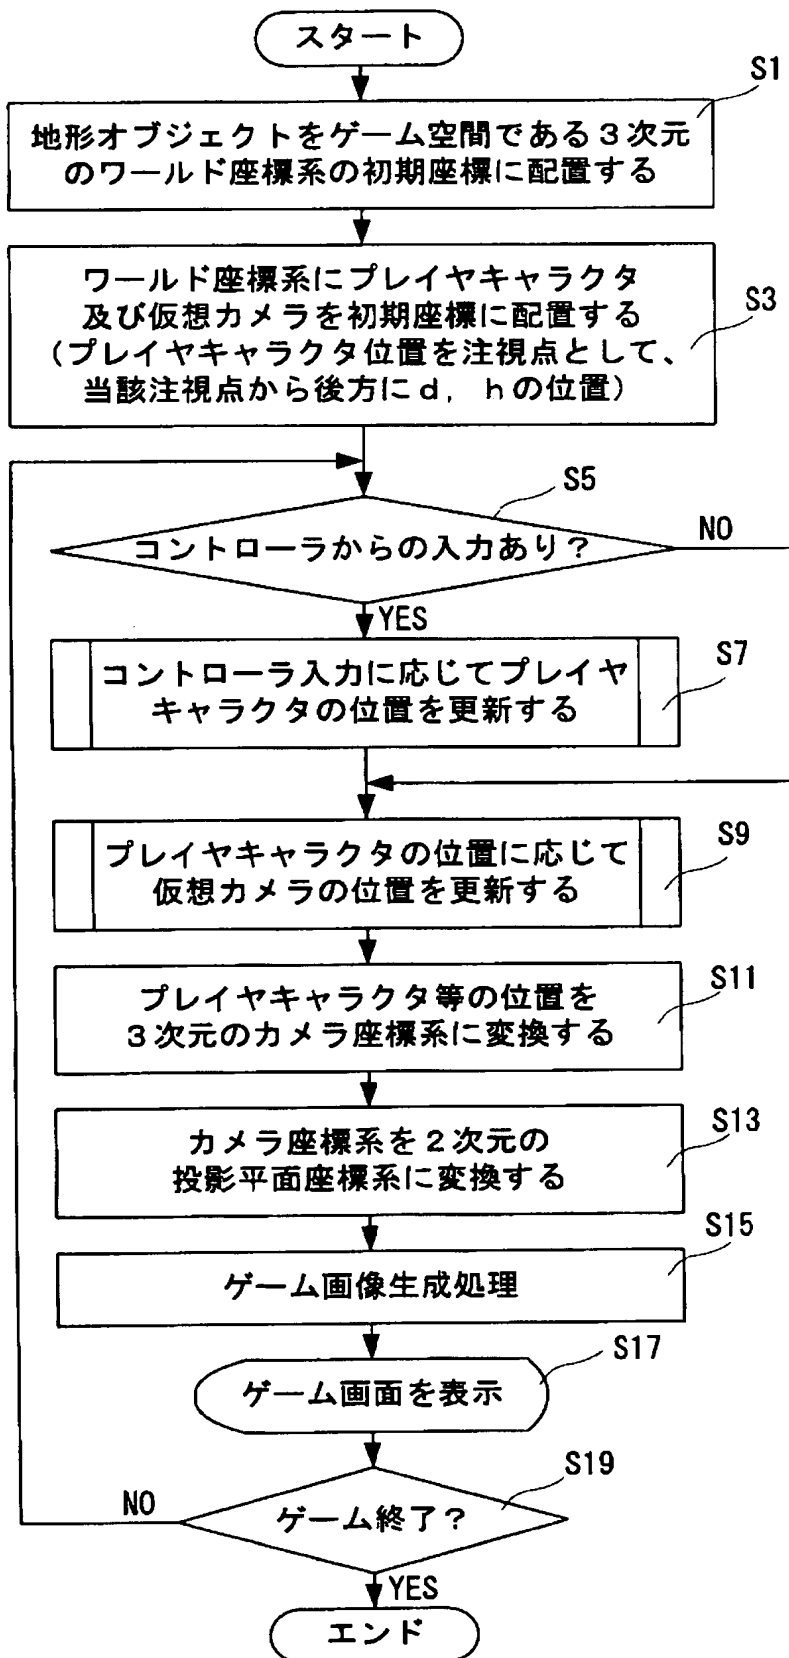 スタート
S1
地形オブジェクトをゲーム空間である3次元
のワールド座標系の初期座標に配置する
ワールド座標系にプレイヤキャラクタ
及び仮想カメラを初期座標に配置する
(プレイヤキャラクタ位置を注視点として、
当該注視点から後方にd, hの位置)
S3
S5
コントローラからの入力あり?
NO
YES
コントローラ入力に応じてプレイヤ
キャラクタの位置を更新する
S7
プレイヤキャラクタの位置に応じて
仮想カメラの位置を更新する
S9
プレイヤキャラクタ等の位置を
3次元のカメラ座標系に変換する
S11
カメラ座標系を2次元の
投影平面座標系に変換する
S13
ゲーム画像生成処理
S15
ゲーム画面を表示
S17
ゲーム終了?
S19
NO
YES
エンド